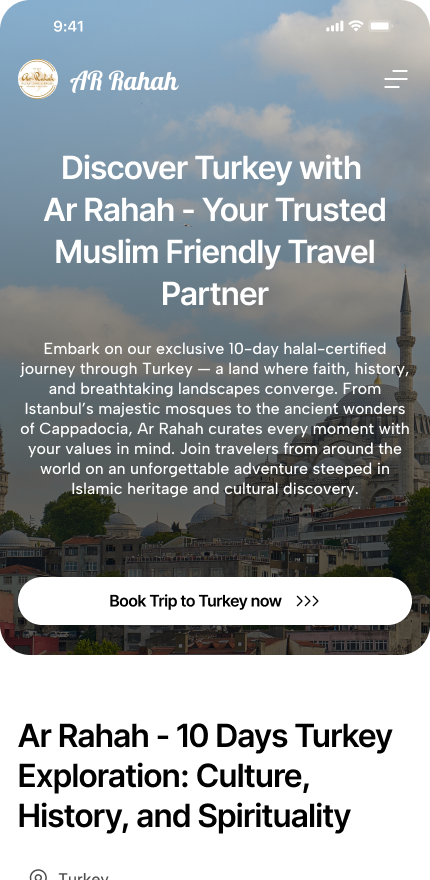 9:41
Ar Rahah
AR Rahah
Discover Turkey with
Ar Rahah - Your Trusted
Muslim Friendly Travel
Partner
Embark on our exclusive 10-day halal-certified
journey through Turkey — a land where faith, history,
and breathtaking landscapes converge. From
Istanbul’s majestic mosques to the ancient wonders
of Cappadocia, Ar Rahah curates every moment with
your values in mind. Join travelers from around the
world on an unforgettable adventure steeped in
Islamic heritage and cultural discovery.
Book Trip to Turkey now
Ar Rahah - 10 Days Turkey
Exploration: Culture,
History, and Spirituality
Turkey